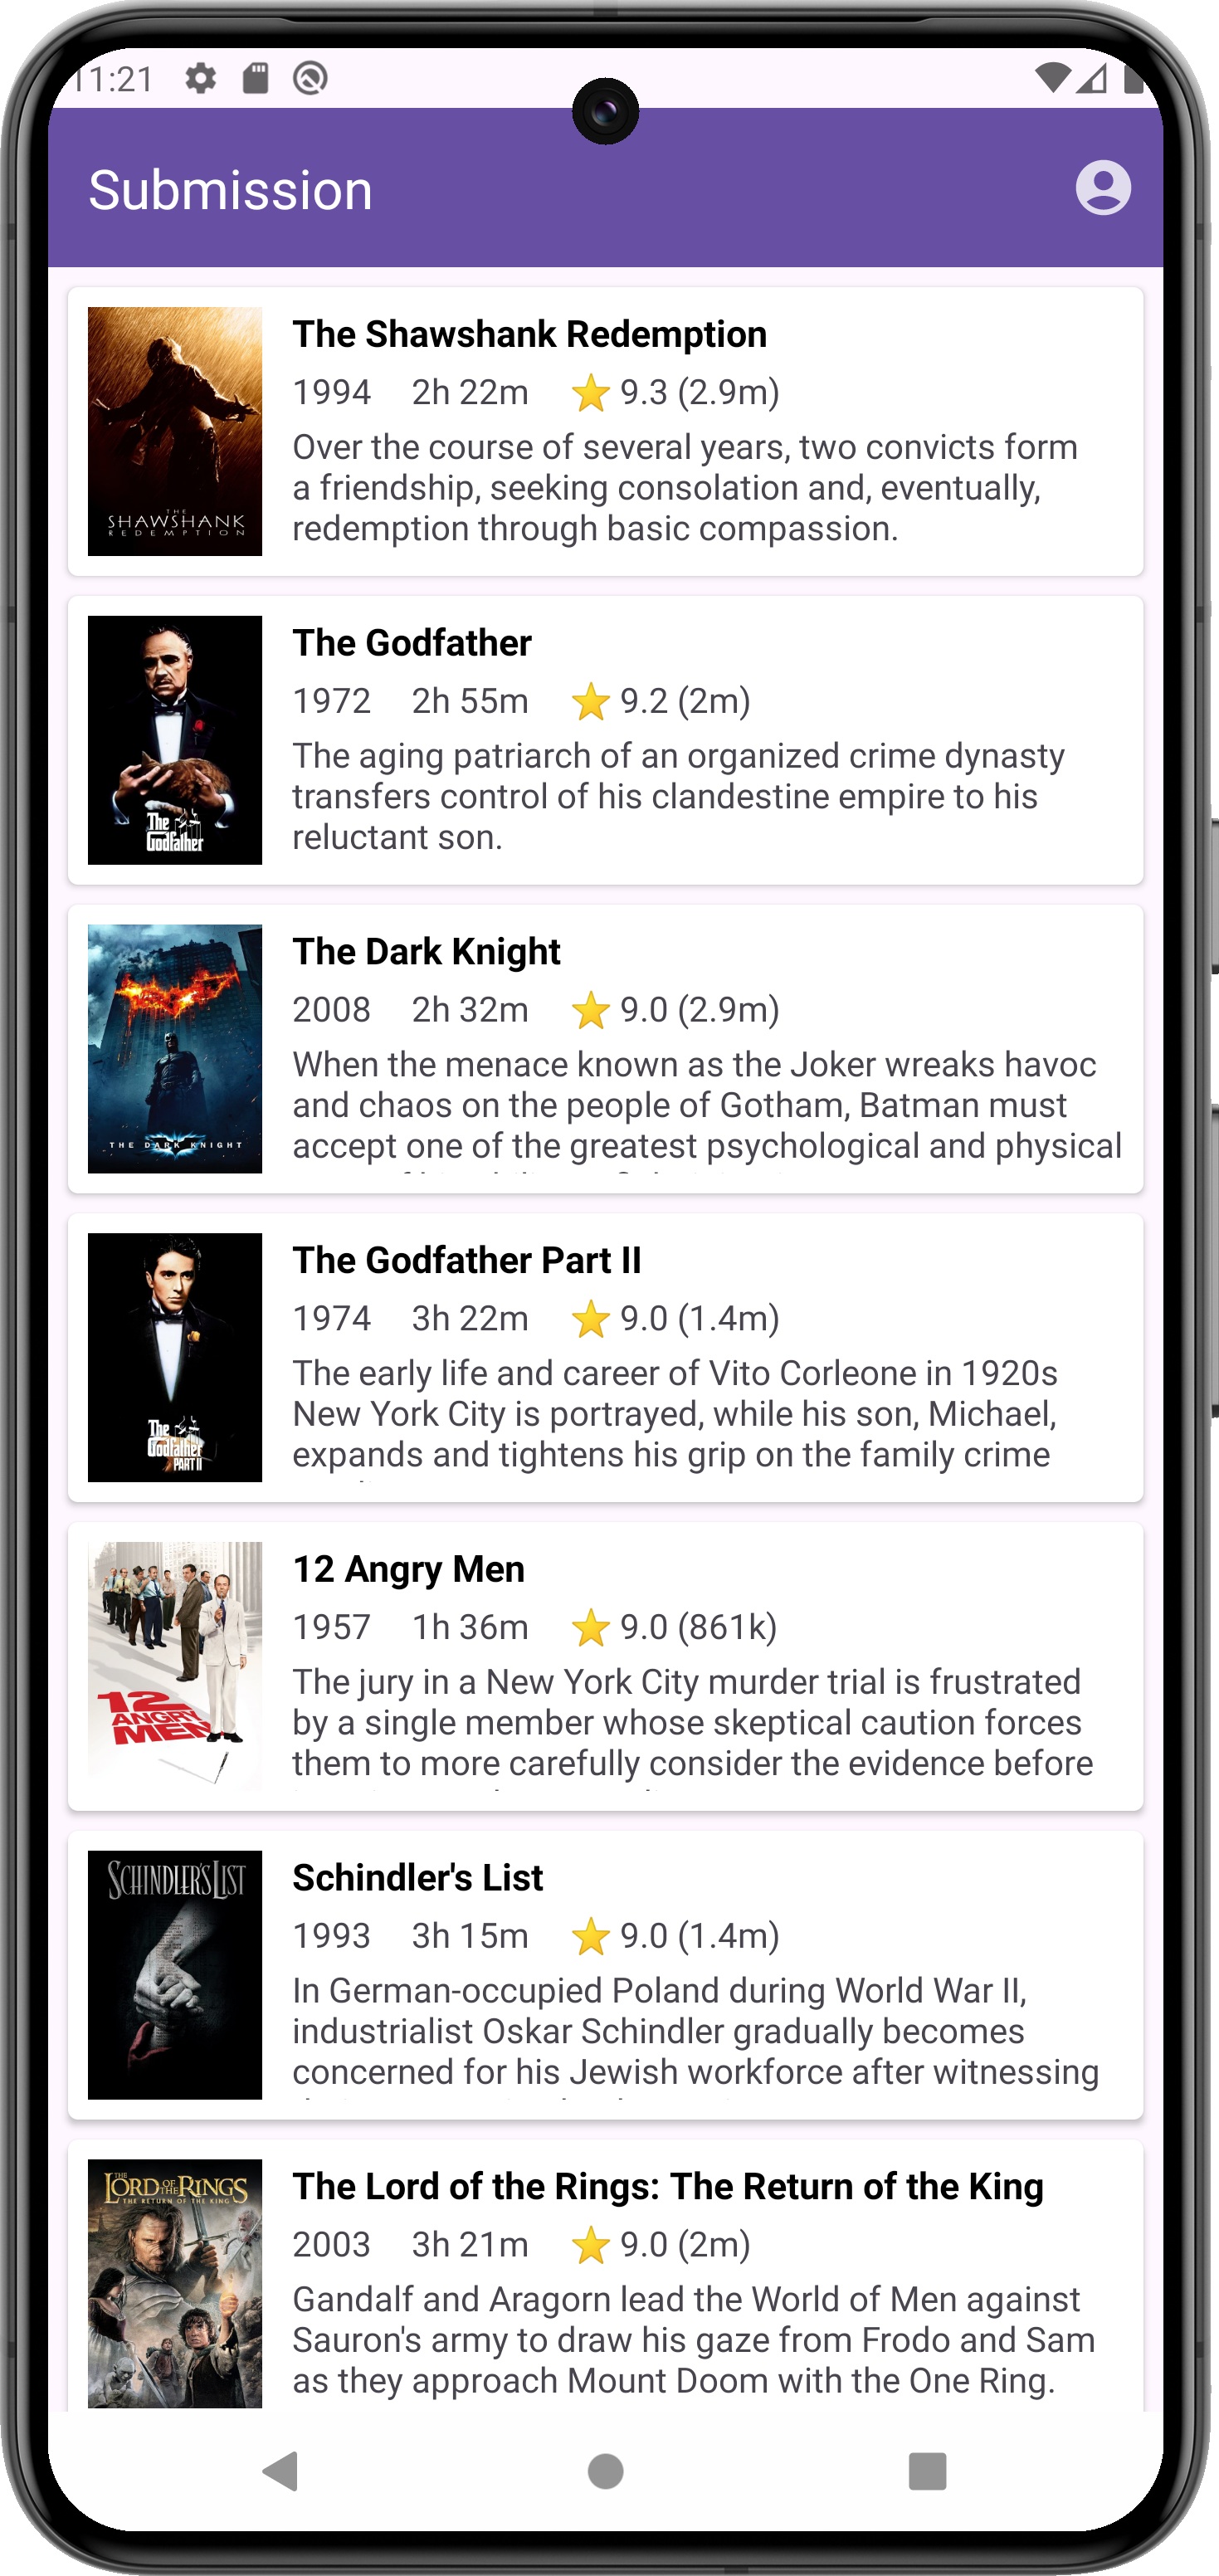 11:21
Submission
The Shawshank Redemption
1994 2h 22m ⭐ 9.3 (2.9m)
Over the course of several years, two convicts form
a friendship, seeking consolation and, eventually,
redemption through basic compassion.
THE
SHAWSHANK
REDEMPTION
The Godfather
1972 2h 55m ⭐ 9.2 (2m)
The aging patriarch of an organized crime dynasty
transfers control of his clandestine empire to his
reluctant son.
The
Godfather
The Dark Knight
2008 2h 32m ⭐ 9.0 (2.9m)
When the menace known as the Joker wreaks havoc
and chaos on the people of Gotham, Batman must
accept one of the greatest psychological and physical
THE DARK KNIGHT
The Godfather Part II
1974 3h 22m ⭐ 9.0 (1.4m)
The early life and career of Vito Corleone in 1920s
New York City is portrayed, while his son, Michael,
expands and tightens his grip on the family crime
The
Godfather
PART II
12 Angry Men
1957 1h 36m ⭐ 9.0 (861k)
The jury in a New York City murder trial is frustrated
by a single member whose skeptical caution forces
them to more carefully consider the evidence before
12
ANGRY
MEN
Schindler's List
1993 3h 15m ⭐ 9.0 (1.4m)
In German-occupied Poland during World War II,
industrialist Oskar Schindler gradually becomes
concerned for his Jewish workforce after witnessing
SCHINDLER'S LIST
The Lord of the Rings: The Return of the King
2003 3h 21m ⭐ 9.0 (2m)
Gandalf and Aragorn lead the World of Men against
Sauron's army to draw his gaze from Frodo and Sam
as they approach Mount Doom with the One Ring.
THE
LORD OF THE RINGS
THE RETURN OF THE KING